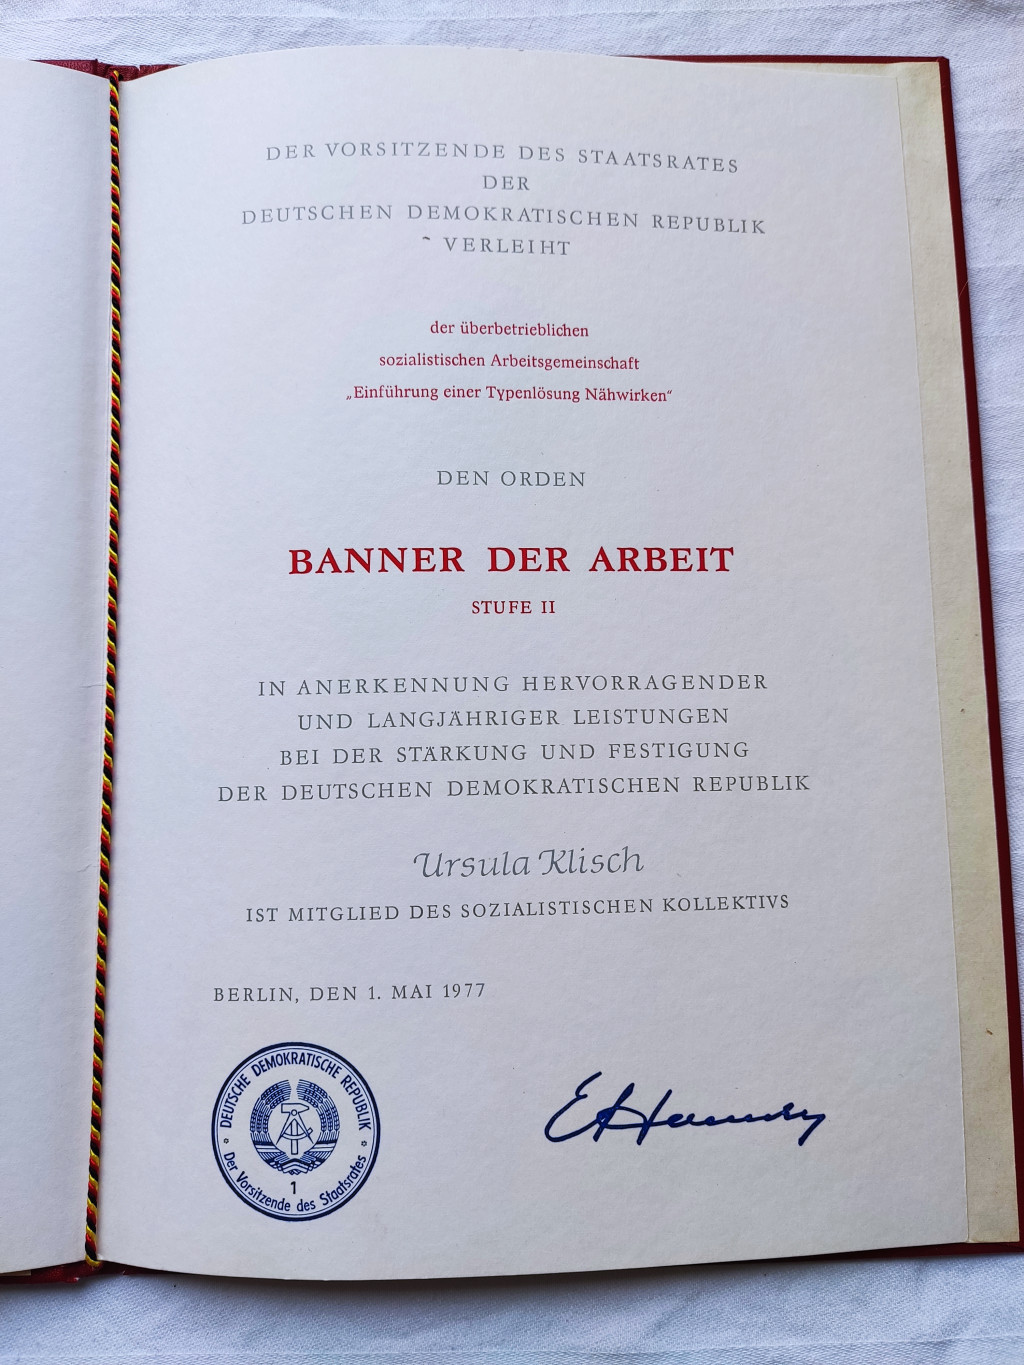 DER VORSITZENDE DES STAATSRATES
DER
DEUTSCHEN DEMOKRATISCHEN REPUBLIK
VERLEIHT
der überbetrieblichen
sozialistischen Arbeitsgemeinschaft
„Einführung einer Typenlösung Nähwirken“
DEN ORDEN
BANNER DER ARBEIT
STUFE II
IN ANERKENNUNG HERVORRAGENDER
UND LANGJÄHRIGER LEISTUNGEN
BEI DER STÄRKUNG UND FESTIGUNG
DER DEUTSCHEN DEMOKRATISCHEN REPUBLIK
Ursula Klisch
IST MITGLIED DES SOZIALISTISCHEN KOLLEKTIVS
BERLIN, DEN 1. MAI 1977
DEUTSCHE DEMOKRATISCHE REPUBLIK
Der Vorsitzende des Staatsrates
1